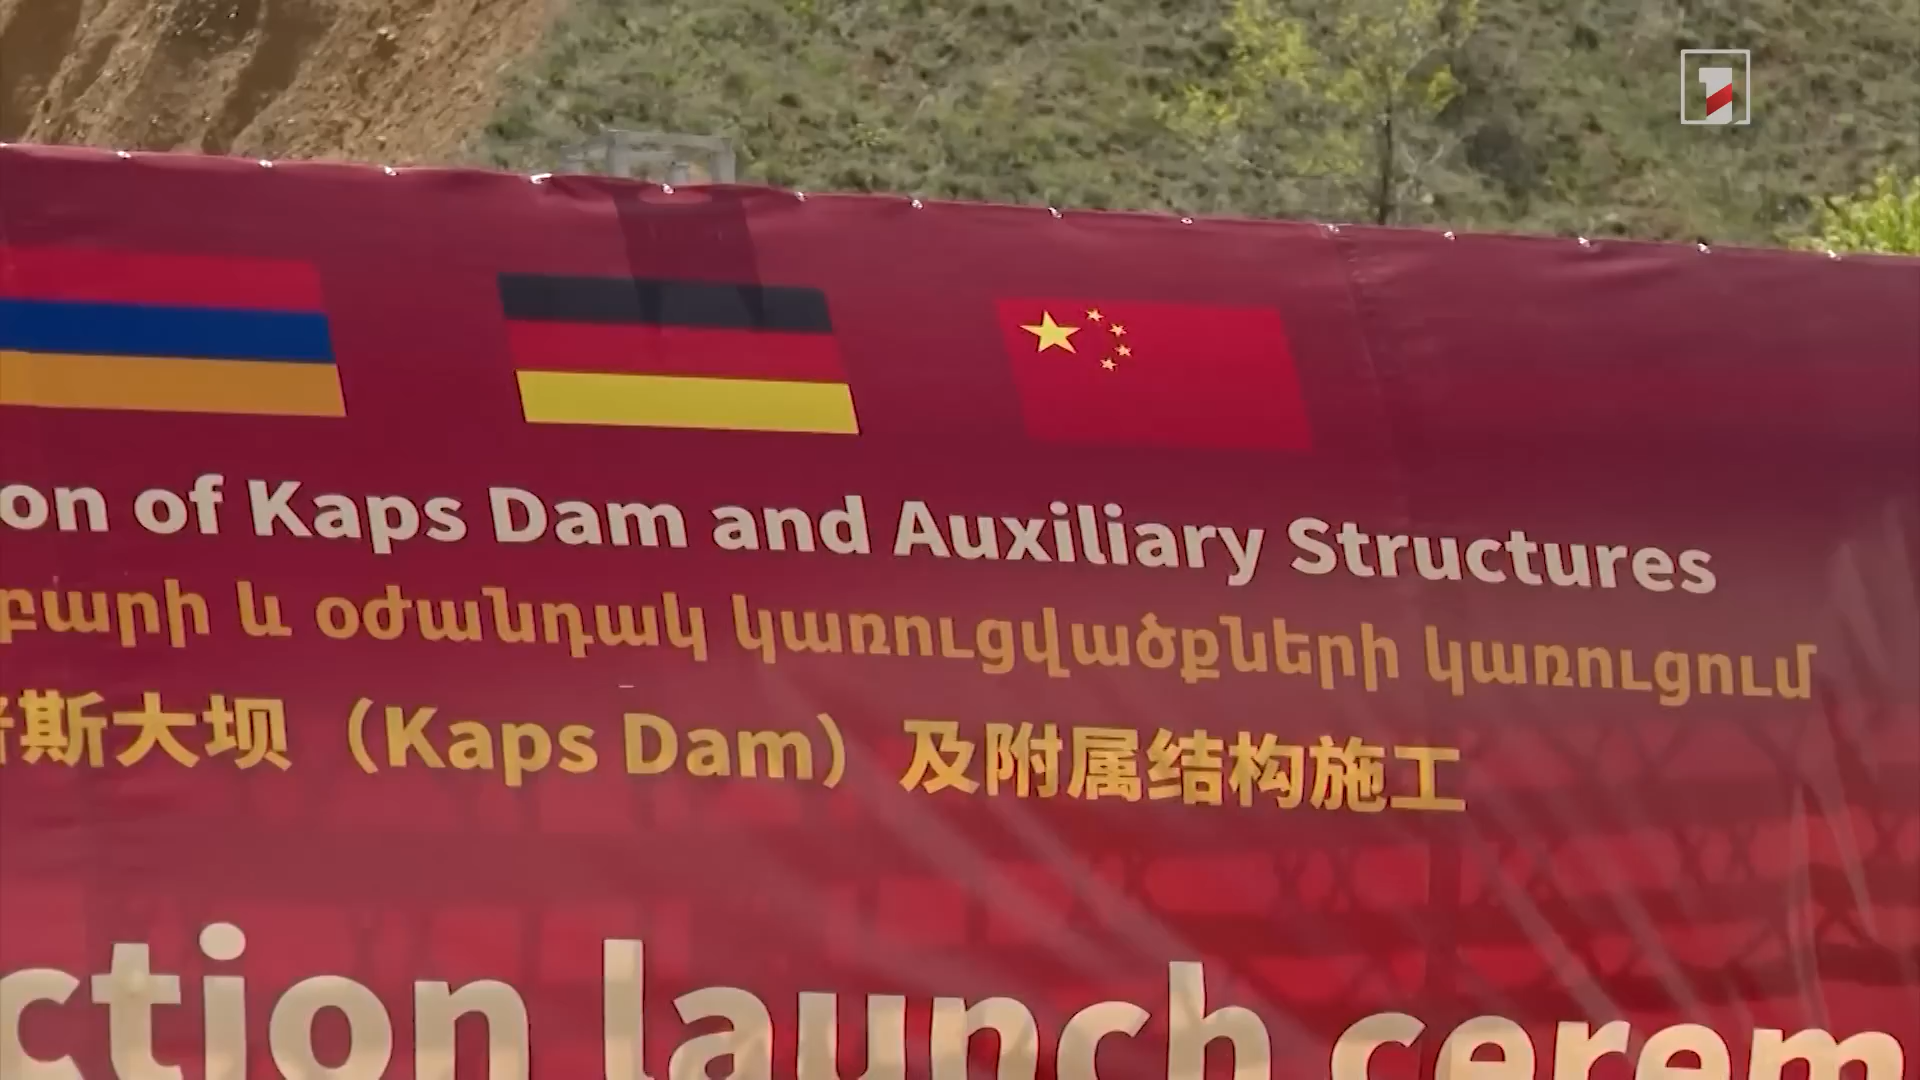 on of Kaps Dam and Auxiliary Structures
բարի և օժանդակ կառուցվածքների կառուցում
斯大坝（Kaps Dam）及附属结构施工
ction launch cerem